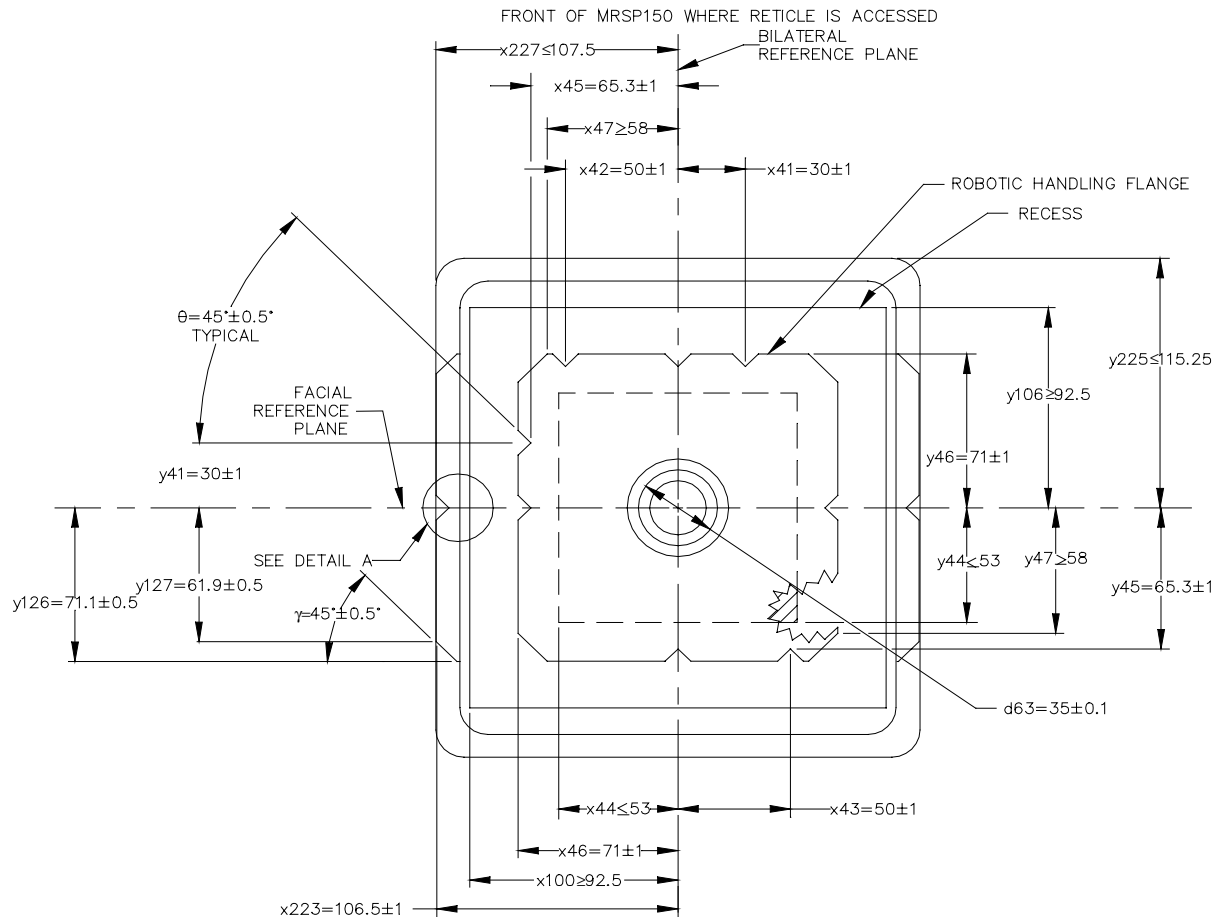 FRONT OF MRSP150 WHERE RETICLE IS ACCESSED
BILATERAL
REFERENCE PLANE
x227≤107.5
x45=65.3±1
x47≥58
x42=50±1
x41=30±1
ROBOTIC HANDLING FLANGE
RECESS
θ=45°±0.5°
TYPICAL
y225≤115.25
y106≥92.5
FACIAL
REFERENCE
PLANE
y46=71±1
y41=30±1
SEE DETAIL A
y44≤53
y47≥58
y127=61.9±0.5
y45=65.3±1
y126=71.1±0.5
γ=45°±0.5°
d63=35±0.1
x44≤53
x43=50±1
x46=71±1
x100≥92.5
x223=106.5±1